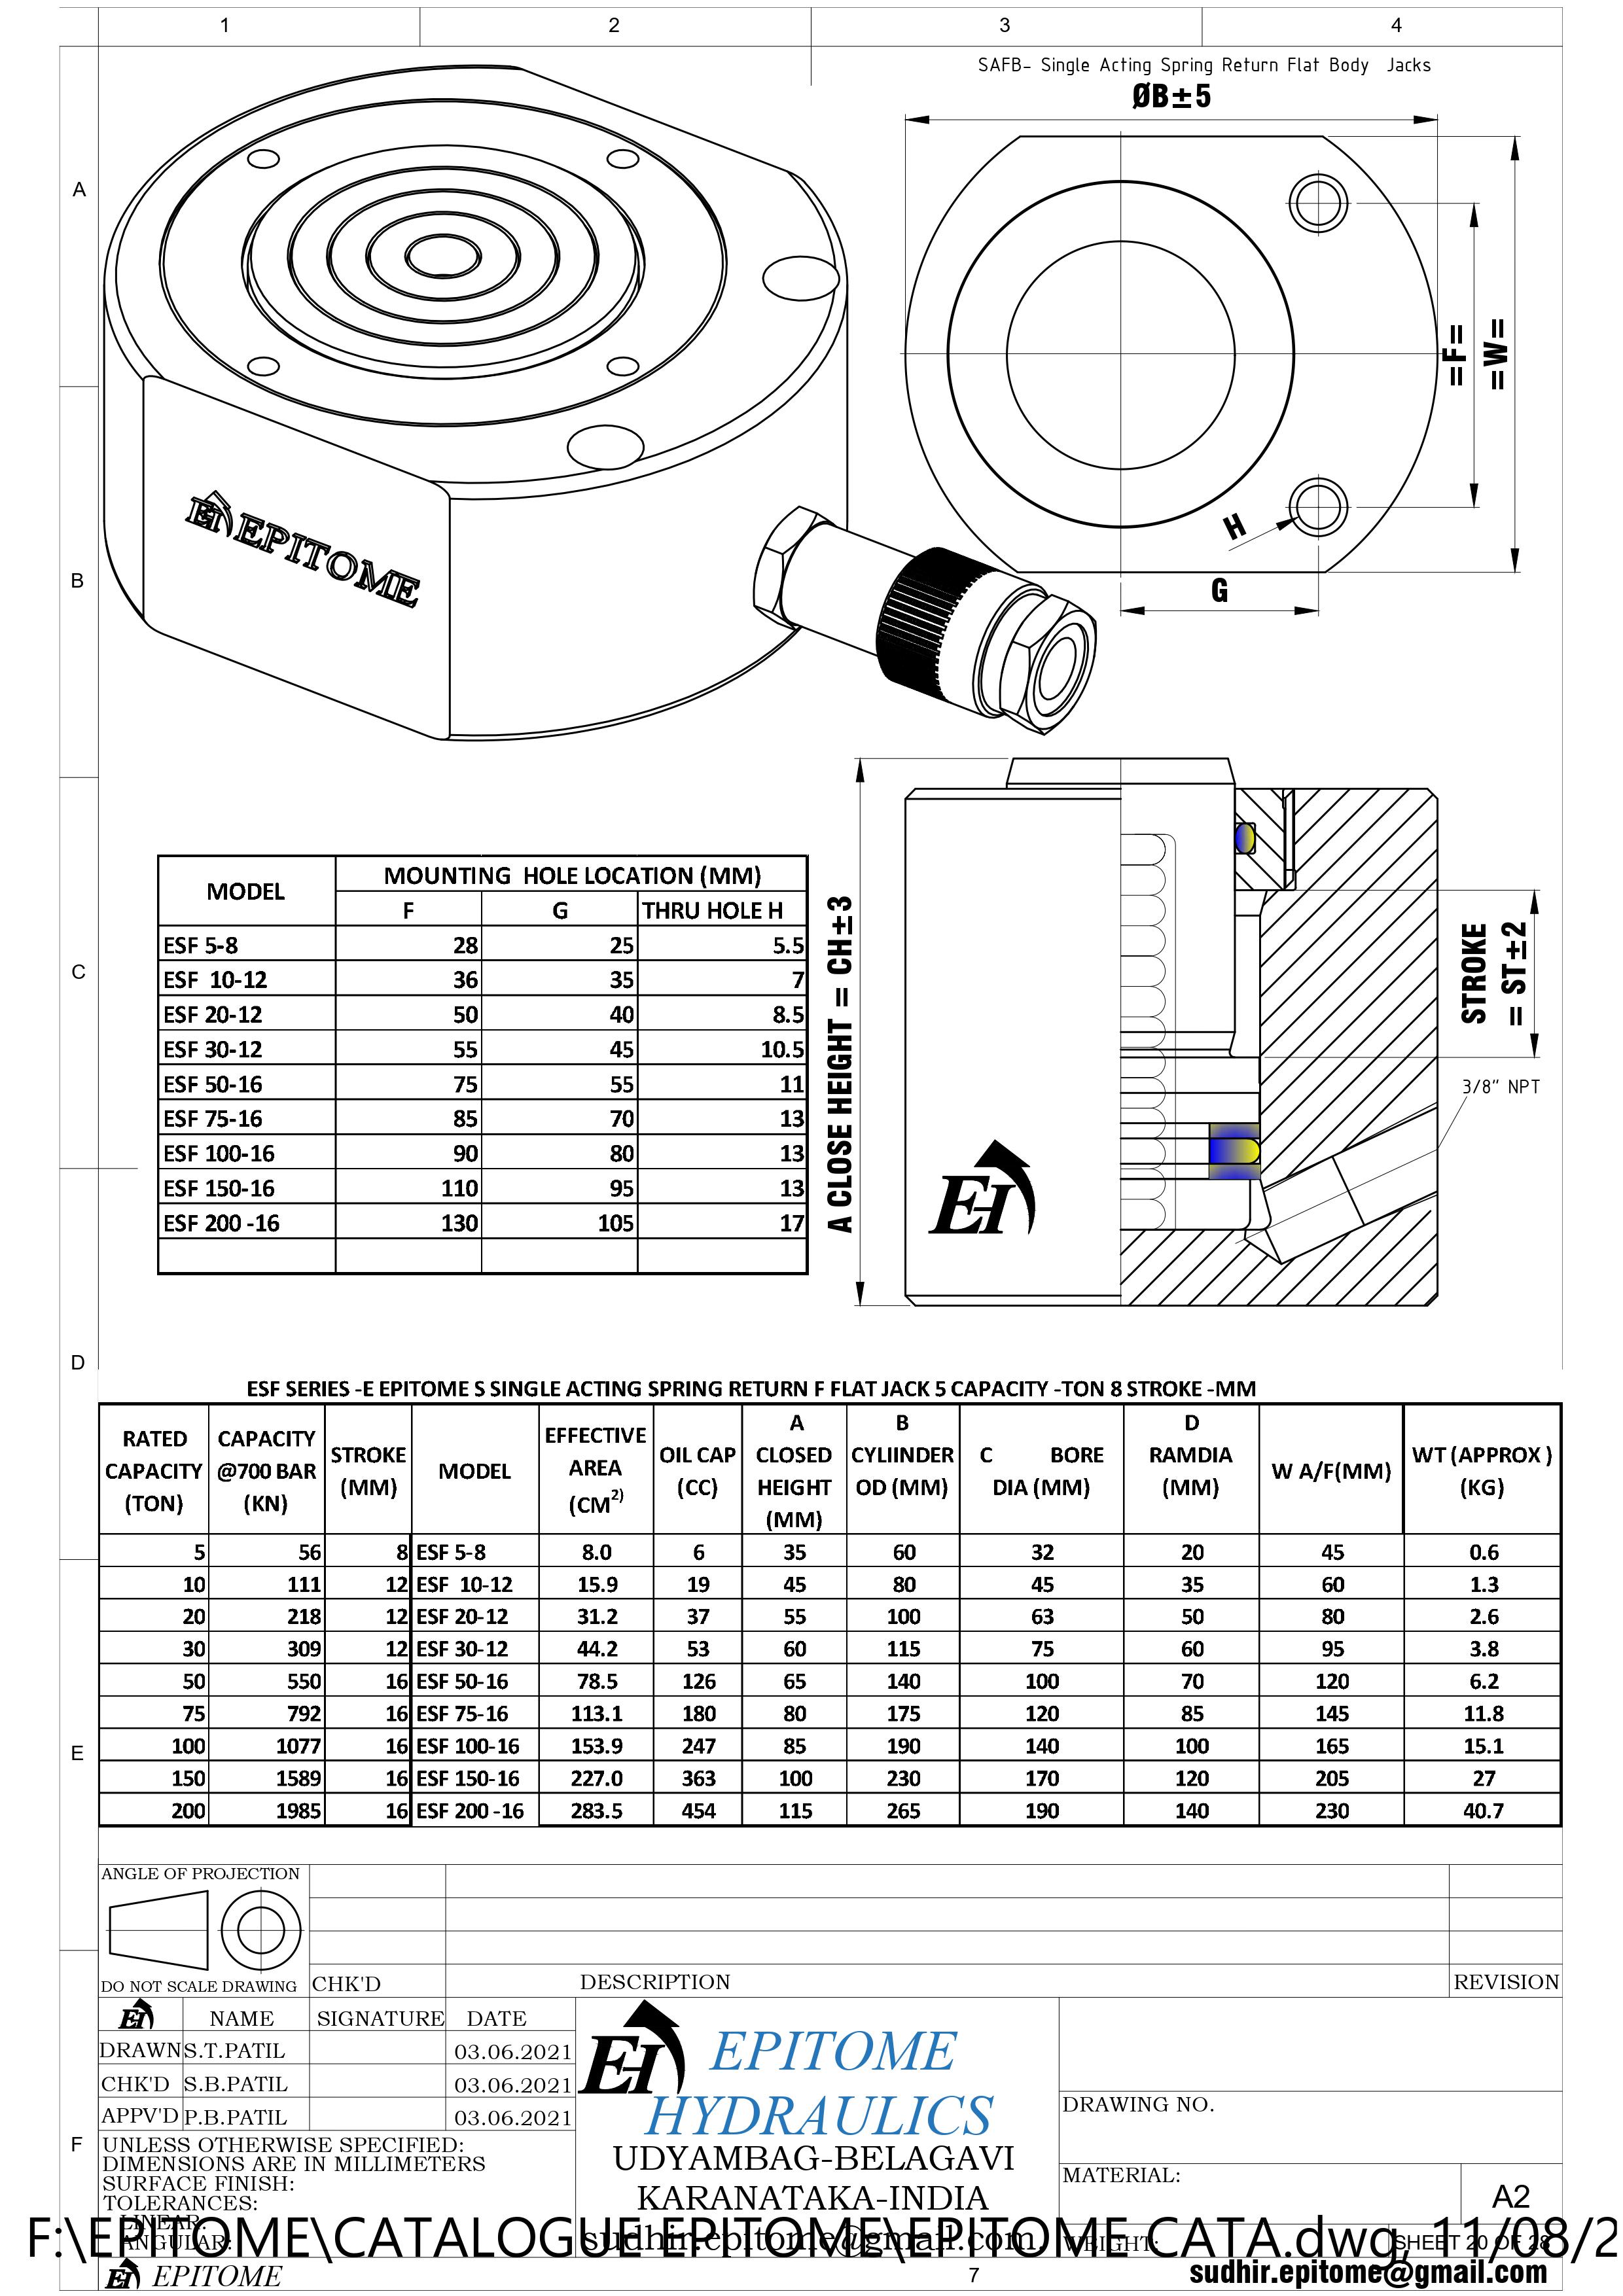 1 2 3 4
SAFB- Single Acting Spring Return Flat Body Jacks
ØB±5
A
=F=
=W=
H
G
EH EPITOME
B
MODEL MOUNTING HOLE LOCATION (MM)
F G THRU HOLE H
ESF 5-8 28 25 5.5
ESF 10-12 36 35 7
ESF 20-12 50 40 8.5
ESF 30-12 55 45 10.5
ESF 50-16 75 55 11
ESF 75-16 85 70 13
ESF 100-16 90 80 13
ESF 150-16 110 95 13
ESF 200 -16 130 105 17
C
A CLOSE HEIGHT = CH±3
STROKE
= ST±2
3/8" NPT
EH
D
ESF SERIES -E EPITOME S SINGLE ACTING SPRING RETURN F FLAT JACK 5 CAPACITY -TON 8 STROKE -MM
RATED CAPACITY (TON) CAPACITY @700 BAR (KN) STROKE (MM) MODEL EFFECTIVE AREA (CM2) OIL CAP (CC) A CLOSED HEIGHT (MM) B CYLIINDER OD (MM) C BORE DIA (MM) D RAMDIA (MM) W A/F(MM) WT (APPROX ) (KG)
5 56 8 ESF 5-8 8.0 6 35 60 32 20 45 0.6
10 111 12 ESF 10-12 15.9 19 45 80 45 35 60 1.3
20 218 12 ESF 20-12 31.2 37 55 100 63 50 80 2.6
30 309 12 ESF 30-12 44.2 53 60 115 75 60 95 3.8
50 550 16 ESF 50-16 78.5 126 65 140 100 70 120 6.2
75 792 16 ESF 75-16 113.1 180 80 175 120 85 145 11.8
100 1077 16 ESF 100-16 153.9 247 85 190 140 100 165 15.1
150 1589 16 ESF 150-16 227.0 363 100 230 170 120 205 27
200 1985 16 ESF 200 -16 283.5 454 115 265 190 140 230 40.7
E
ANGLE OF PROJECTION
DO NOT SCALE DRAWING CHK'D DESCRIPTION REVISION
EH NAME SIGNATURE DATE
DRAWN S.T.PATIL 03.06.2021
CHK'D S.B.PATIL 03.06.2021
APPV'D P.B.PATIL 03.06.2021
EH EPITOME
HYDRAULICS
UDYAMBAG-BELAGAVI
KARANATAKA-INDIA
sudhir.epitome@gmail.com,
DRAWING NO.
MATERIAL:
A2
WEIGHT:
SHEET 20 OF 28
F
UNLESS OTHERWISE SPECIFIED:
DIMENSIONS ARE IN MILLIMETERS
SURFACE FINISH:
TOLERANCES:
LINEAR:
ANGULAR:
F:\EPITOME\CATALOGUE EPITOME\EPITOME CATA.dwg, 11/08/2
EH EPITOME
7
sudhir.epitome@gmail.com